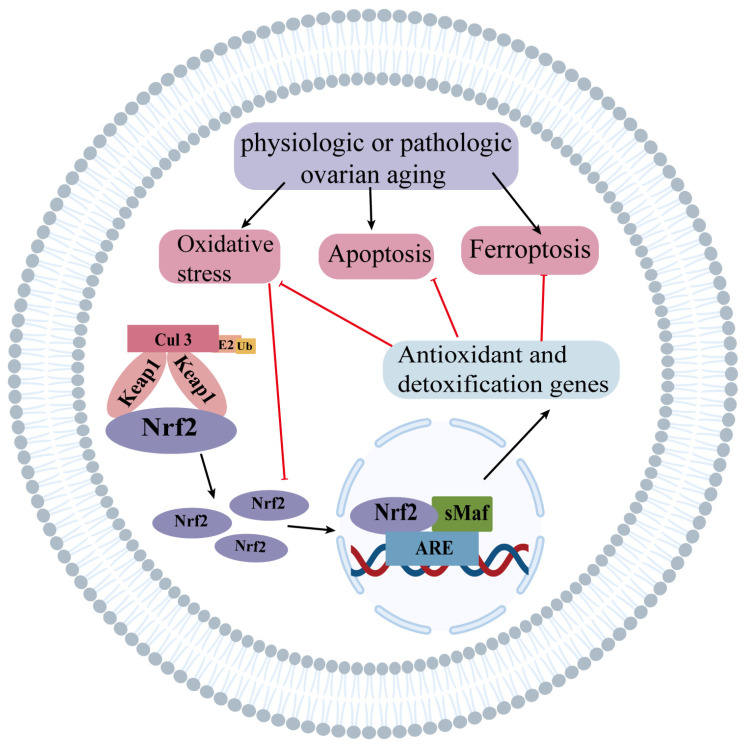 physiologic or pathologic
ovarian aging
Oxidative
stress
Apoptosis
Ferroptosis
Cul 3
E2
Ub
Keap1
Keap1
Nrf2
Antioxidant and
detoxification genes
Nrf2
Nrf2
Nrf2
Nrf2
sMaf
ARE